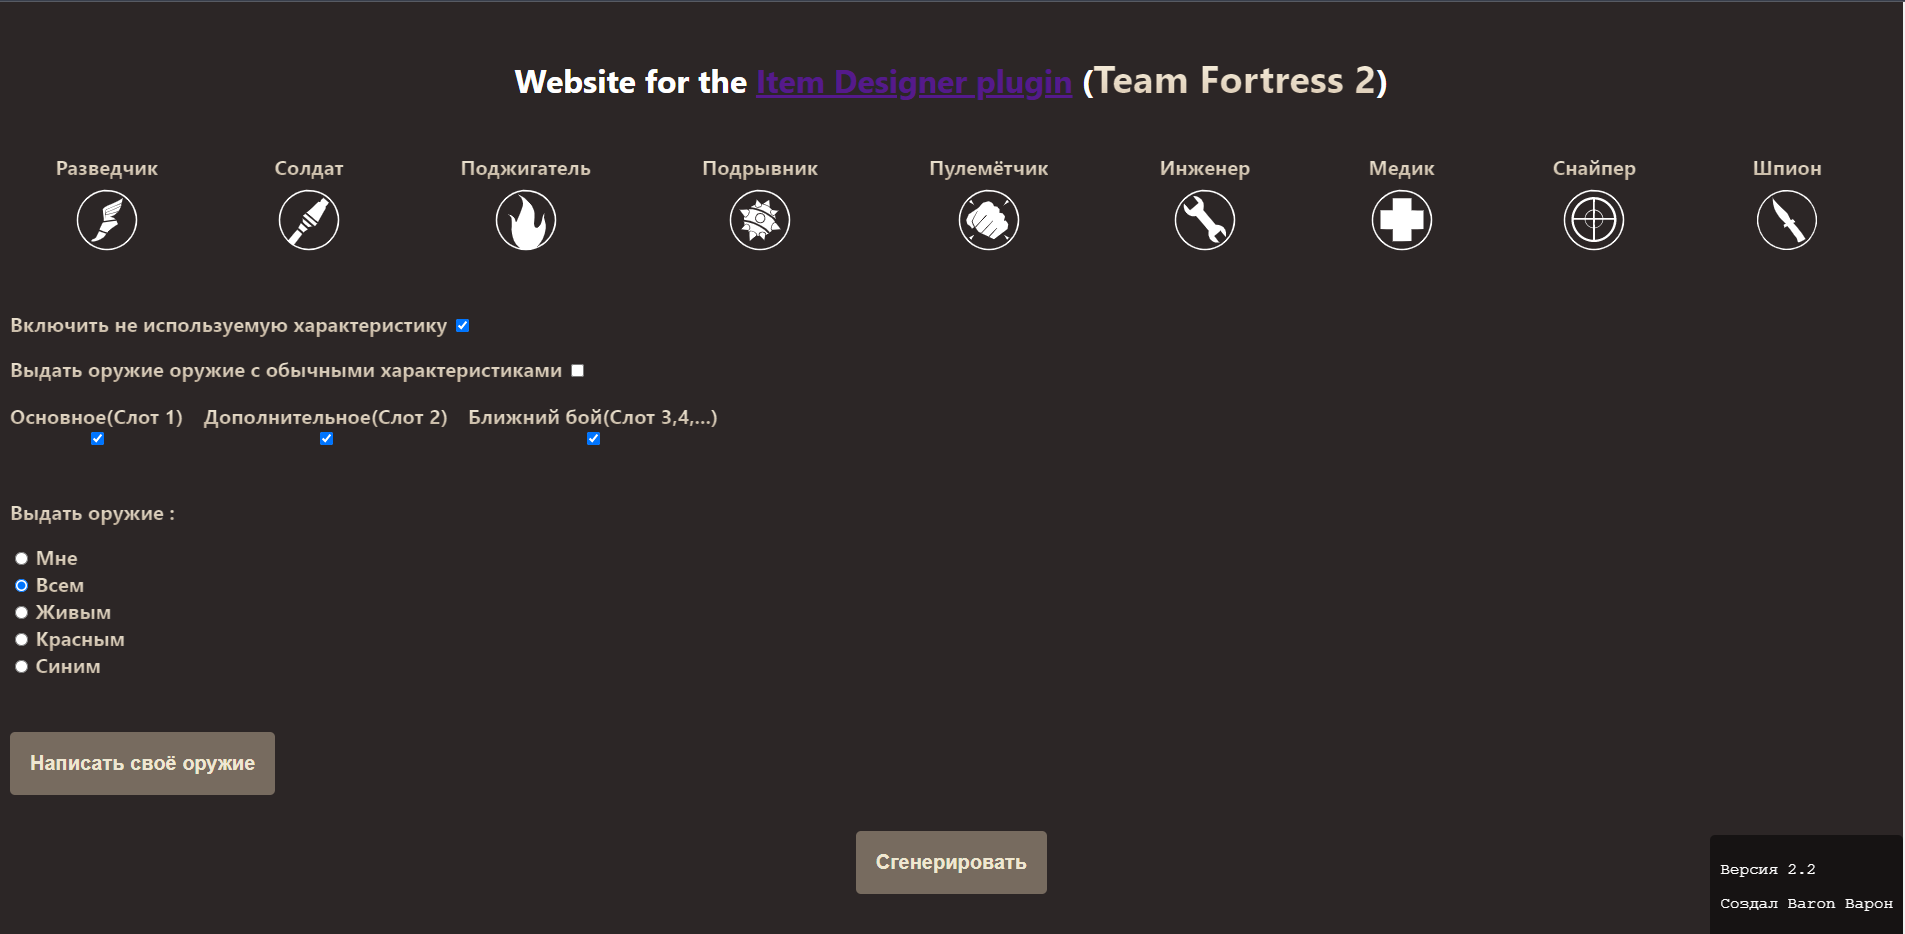 Website for the Item Designer plugin (Team Fortress 2)
Разведчик Солдат Поджигатель Подрывник Пулемётчик Инженер Медик Снайпер Шпион
Включить не используемую характеристику
Выдать оружие оружие с обычными характеристиками
Основное(Слот 1) Дополнительное(Слот 2) Ближний бой(Слот 3,4,...)
Выдать оружие :
Мне
Всем
Живым
Красным
Синим
Написать своё оружие
Сгенерировать
Версия 2.2
Создал Baron Варон